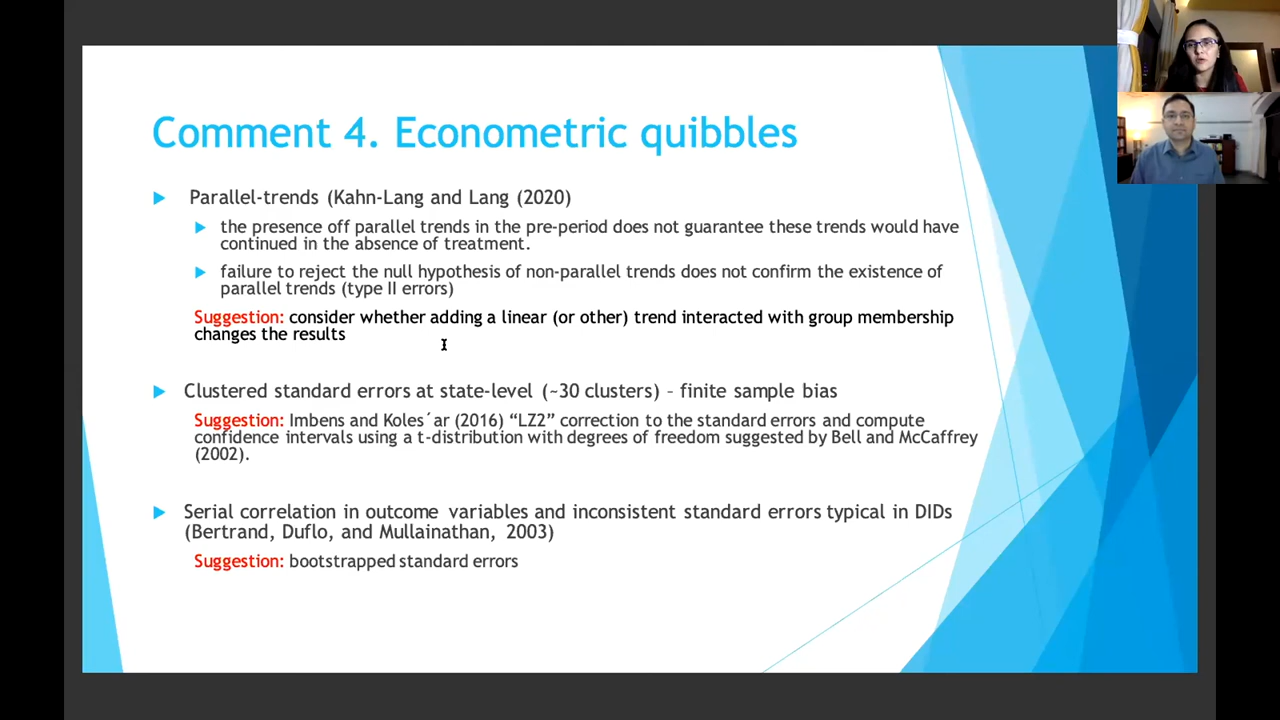 Comment 4. Econometric quibbles
Parallel-trends (Kahn-Lang and Lang (2020)
the presence off parallel trends in the pre-period does not guarantee these trends would have
continued in the absence of treatment.
failure to reject the null hypothesis of non-parallel trends does not confirm the existence of
parallel trends (type II errors)
Suggestion: consider whether adding a linear (or other) trend interacted with group membership
changes the results
Clustered standard errors at state-level (~30 clusters) – finite sample bias
Suggestion: Imbens and Koles´ar (2016) “LZ2” correction to the standard errors and compute
confidence intervals using a t-distribution with degrees of freedom suggested by Bell and McCaffrey
(2002).
Serial correlation in outcome variables and inconsistent standard errors typical in DIDs
(Bertrand, Duflo, and Mullainathan, 2003)
Suggestion: bootstrapped standard errors